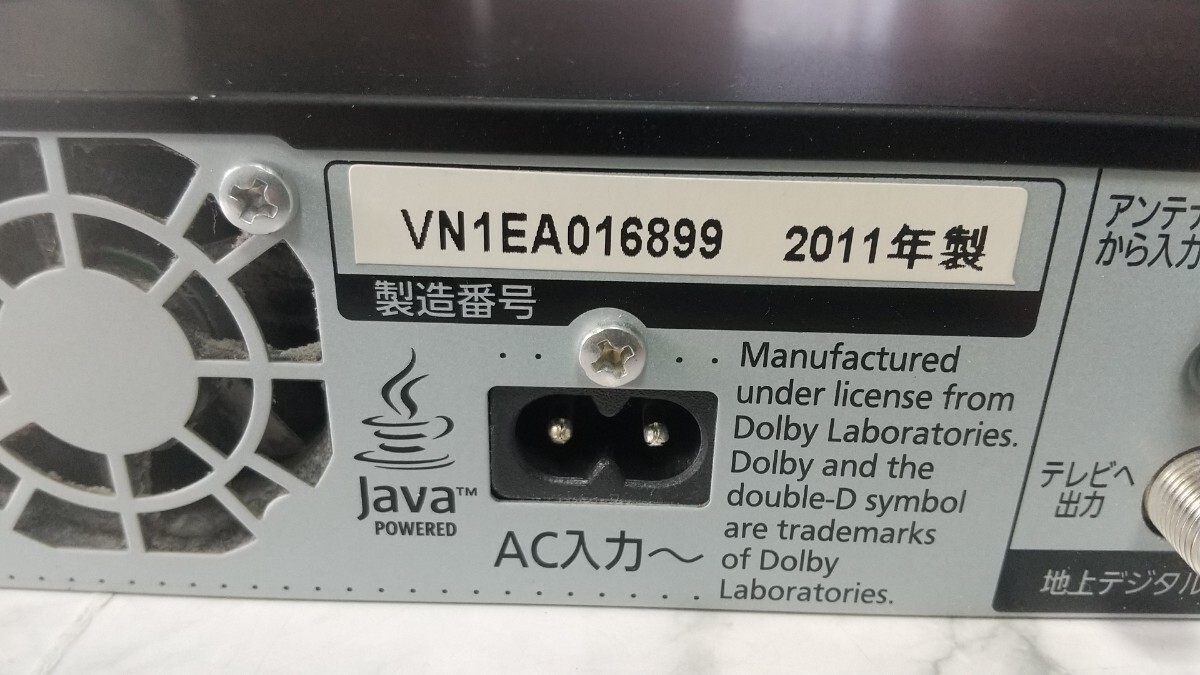 VN1EA016899 2011年製
製造番号
Java™
POWERED
AC入力～
Manufactured
under license from
Dolby Laboratories.
Dolby and the
double-D symbol
are trademarks
of Dolby
Laboratories.
アンテナ
から入力
テレビへ
出力
地上デジタル